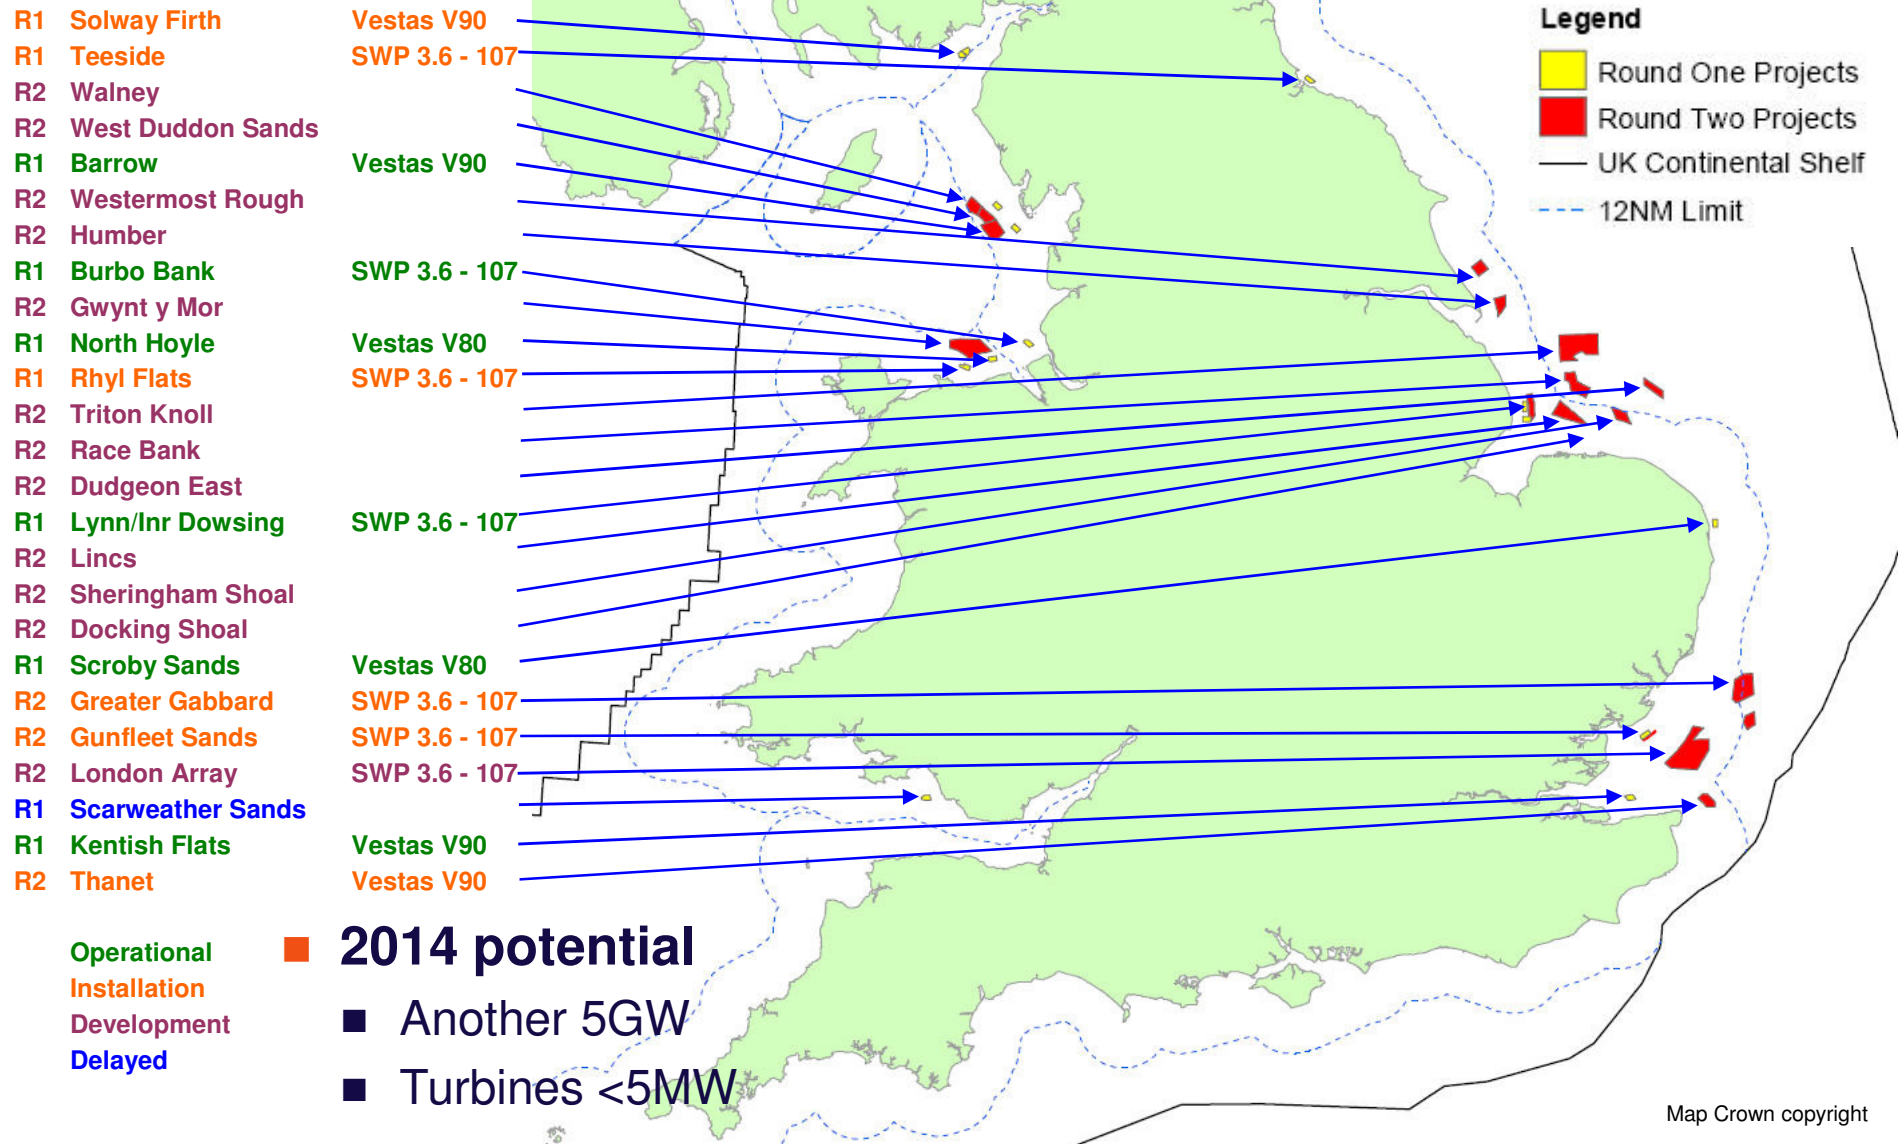 R1 Solway Firth Vestas V90
R1 Teeside SWP 3.6 - 107
R2 Walney
R2 West Duddon Sands
R1 Barrow Vestas V90
R2 Westermost Rough
R2 Humber
R1 Burbo Bank SWP 3.6 - 107
R2 Gwynt y Mor
R1 North Hoyle Vestas V80
R1 Rhyl Flats SWP 3.6 - 107
R2 Triton Knoll
R2 Race Bank
R2 Dudgeon East
R1 Lynn/Inr Dowsing SWP 3.6 - 107
R2 Lincs
R2 Sheringham Shoal
R2 Docking Shoal
R1 Scroby Sands Vestas V80
R2 Greater Gabbard SWP 3.6 - 107
R2 Gunfleet Sands SWP 3.6 - 107
R2 London Array SWP 3.6 - 107
R1 Scarweather Sands
R1 Kentish Flats Vestas V90
R2 Thanet Vestas V90
Operational
Installation
Development
Delayed
2014 potential
Another 5GW
Turbines <5MW
Legend
Round One Projects
Round Two Projects
UK Continental Shelf
12NM Limit
Map Crown copyright